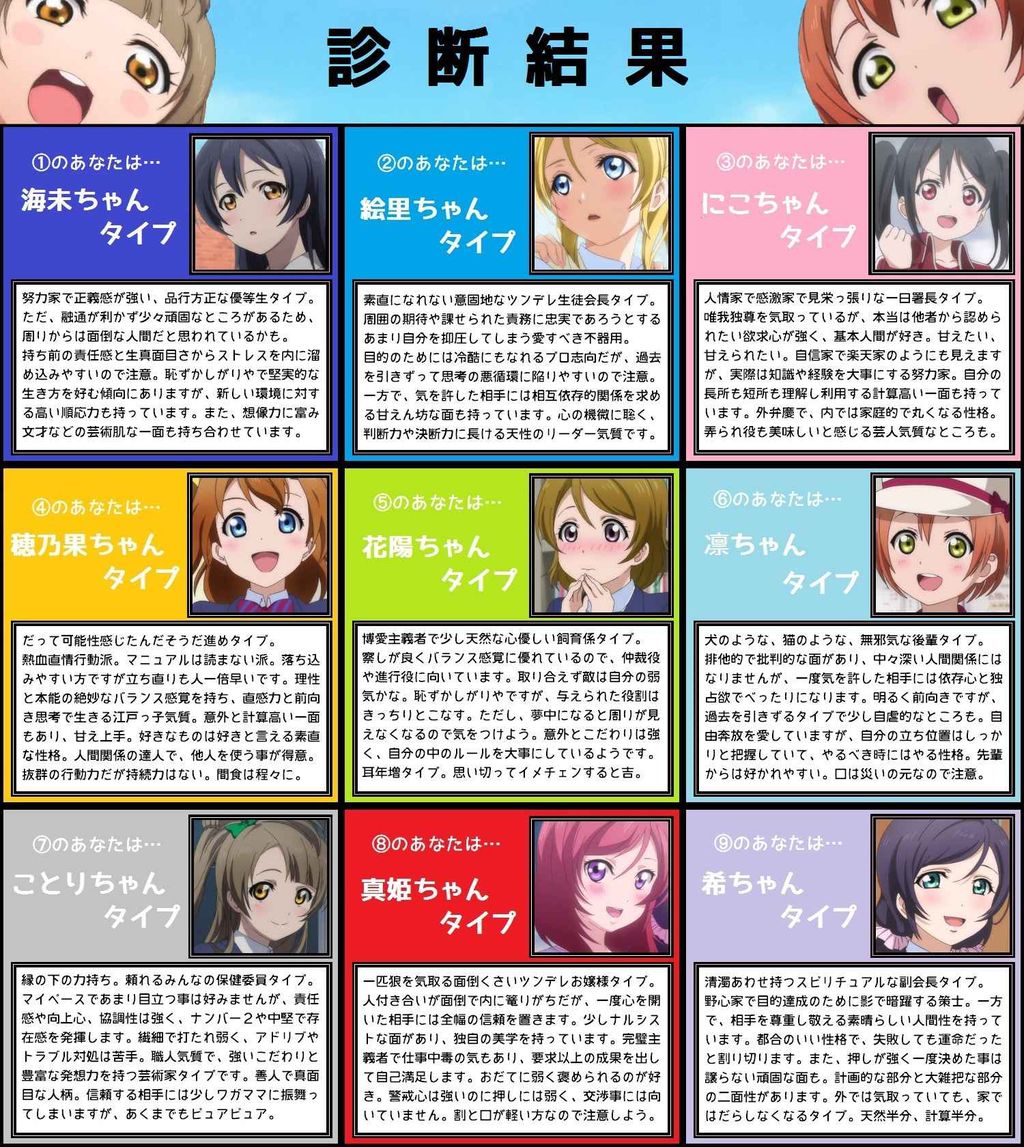 診断結果
①のあなたは…
海未ちゃん
タイプ
努力家で正義感が強い、品行方正な優等生タイプ。
ただ、融通が利かず少々頑固なところがあるため、
周りからは面倒な人間だと思われているかも。
持ち前の責任感と生真面目さからストレスを内に溜
め込みやすいので注意。恥ずかしがりやで堅実的な
生き方を好む傾向にありますが、新しい環境に対す
る高い順応力も持っています。また、想像力に富み
文才などの芸術肌な一面も持ち合わせています。
②のあなたは…
絵里ちゃん
タイプ
素直になれない意固地なツンデレ生徒会長タイプ。
周囲の期待や課せられた責務に忠実であろうとする
あまり自分を抑圧してしまう愛すべき不器用。
目的のためには冷酷にもなれるプロ志向だが、過去
を引きずって思考の悪循環に陥りやすいので注意。
一方で、気を許した相手には相互依存的関係を求め
る甘えん坊な面も持っています。心の機微に聡く、
判断力や決断力に長ける天性のリーダー気質です。
③のあなたは…
にこちゃん
タイプ
人情家で感激家で見栄っ張りな一日署長タイプ。
唯我独尊を気取っているが、本当は他者から認めら
れたい欲求心が強く、基本人間が好き。甘えたい、
甘えられたい。自信家で楽天家のようにも見えます
が、実際は知識や経験を大事にする努力家。自分の
長所も短所も理解し利用する計算高い一面も持って
います。外弁慶で、内では家庭的で丸くなる性格。
弄られ役も美味しいと感じる芸人気質なところも。
④のあなたは…
穂乃果ちゃん
タイプ
だって可能性感じたんだそうだ進めタイプ。
熱血直情行動派。マニュアルは読まない派。落ち込
みやすい方ですが立ち直りも人一倍早いです。理性
と本能の絶妙なバランス感覚を持ち、直感力と前向
き思考で生きる江戸っ子気質。意外と計算高い一面
もあり、甘え上手。好きなものは好きと言える素直
な性格。人間関係の達人で、他人を使う事が得意。
抜群の行動力だが持続力はない。間食は程々に。
⑤のあなたは…
花陽ちゃん
タイプ
博愛主義者で少し天然な心優しい飼育係タイプ。
察しが良くバランス感覚に優れているので、仲裁役
や進行役に向いています。取り合えず敵は自分の弱
気かな。恥ずかしがりやですが、与えられた役割は
きっちりとこなす。ただし、夢中になると周りが見
えなくなるので気をつけよう。意外とこだわりは強
く、自分の中のルールを大事にしているようです。
耳年増タイプ。思い切ってイメチェンすると吉。
⑥のあなたは…
凛ちゃん
タイプ
犬のような、猫のような、無邪気な後輩タイプ。
排他的で批判的な面があり、中々深い人間関係には
なりませんが、一度気を許した相手には依存心と独
占欲でべったりになります。明るく前向きですが、
過去を引きずるタイプで少し自虐的なところも。自
由奔放を愛していますが、自分の立ち位置はしっか
りと把握していて、やるべき時にはやる性格。先輩
からは好かれやすい。口は災いの元なので注意。
⑦のあなたは…
ことりちゃん
タイプ
縁の下の力持ち。頼れるみんなの保健委員タイプ。
マイペースであまり目立つ事は好みませんが、責任
感や向上心、協調性は強く、ナンバー2や中堅で存
在感を発揮します。繊細で打たれ弱く、アドリブや
トラブル対処は苦手。職人気質で、強いこだわりと
豊富な発想力を持つ芸術家タイプです。善人で真面
目な人柄。信頼する相手には少しワガママに振舞っ
てしまいますが、あくまでもピュアピュア。
⑧のあなたは…
真姫ちゃん
タイプ
一匹狼を気取る面倒くさいツンデレお嬢様タイプ。
人付き合いが面倒で内に篭りがちだが、一度心を開
いた相手には全幅の信頼を置きます。少しナルシス
トな面があり、独自の美学を持っています。完璧主
義者で仕事中毒の気もあり、要求以上の成果を出し
て自己満足します。おだてに弱く褒められるのが好
き。警戒心は強いのに押しには弱く、交渉事には向
いていません。割と口が軽い方なので注意しよう。
⑨のあなたは…
希ちゃん
タイプ
清濁あわせ持つスピリチュアルな副会長タイプ。
野心家で目的達成のために影で暗躍する策士。一方
で、相手を尊重し敬える素晴らしい人間性を持って
います。都合のいい性格で、失敗しても運命だった
と割り切ります。また、押しが強く一度決めた事は
譲らない頑固な面も。計画的な部分と大雑把な部分
の二面性があります。外では気取っていても、家で
はだらしなくなるタイプ。天然半分、計算半分。